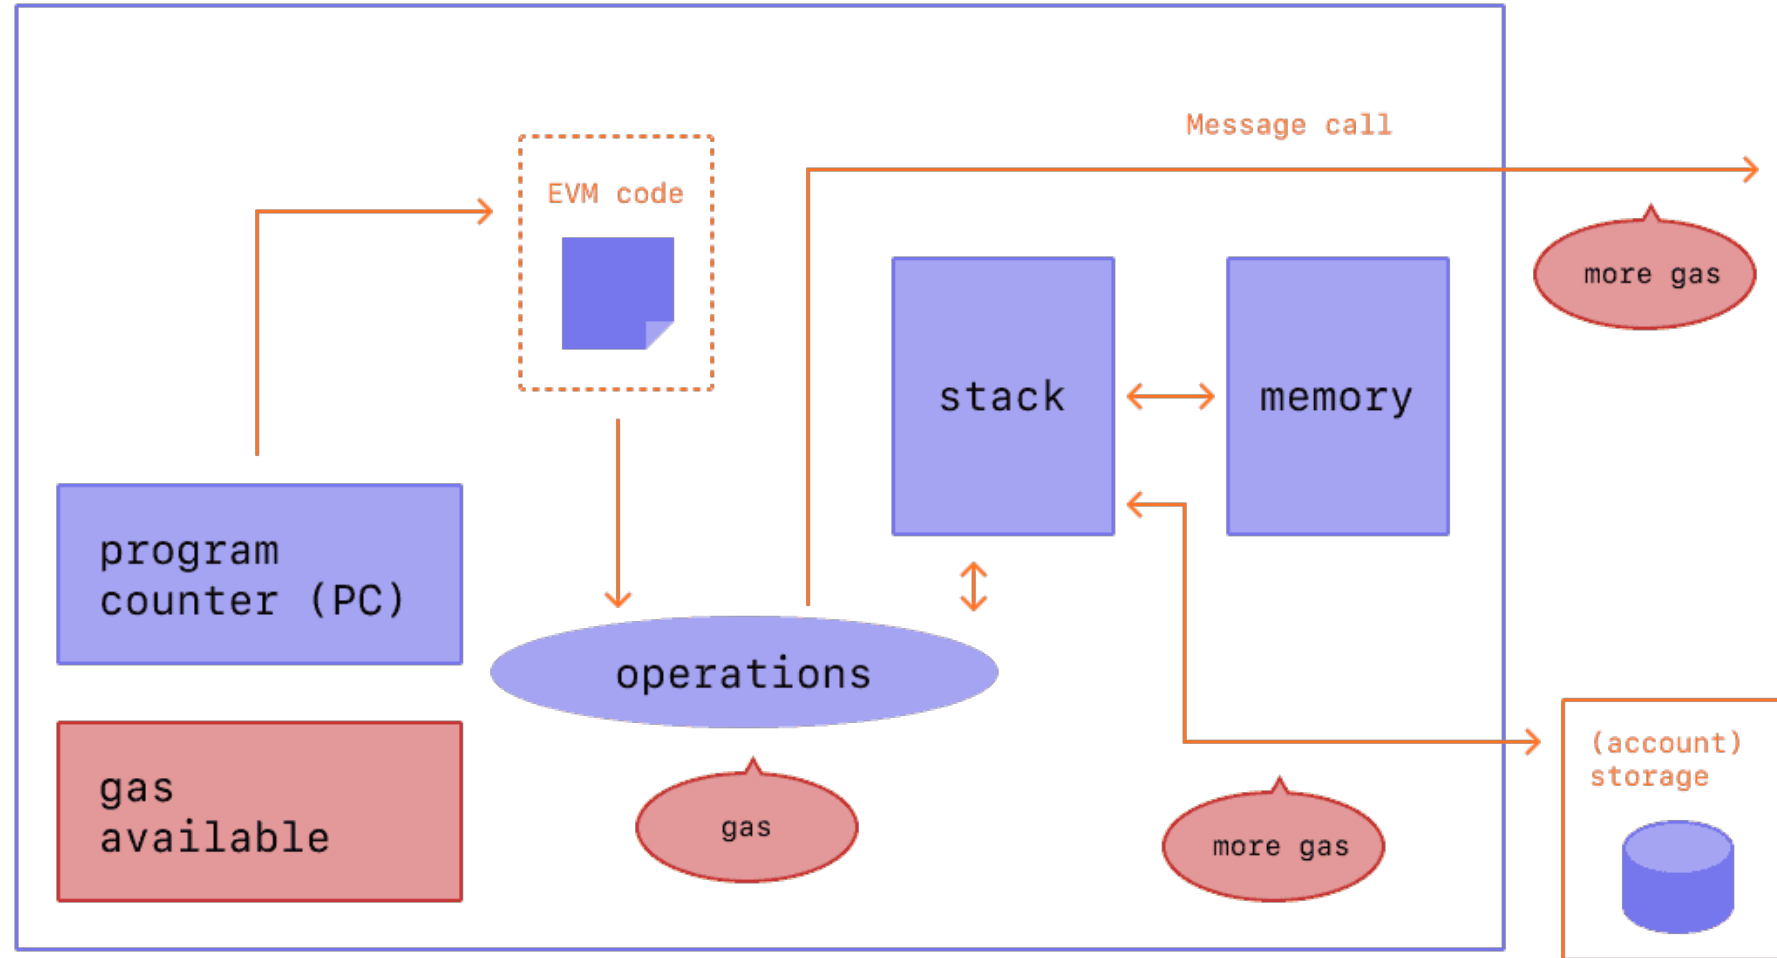 Message call
EVM code
more gas
stack
memory
program
counter (PC)
operations
(account)
storage
gas
available
gas
more gas